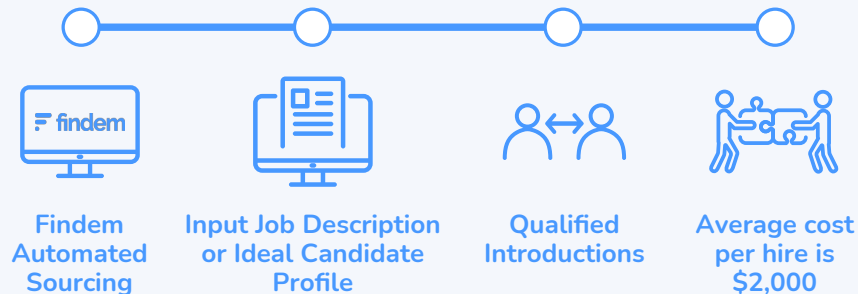 findem
Findem
Automated
Sourcing
Input Job Description
or Ideal Candidate
Profile
Qualified
Introductions
Average cost
per hire is
$2,000